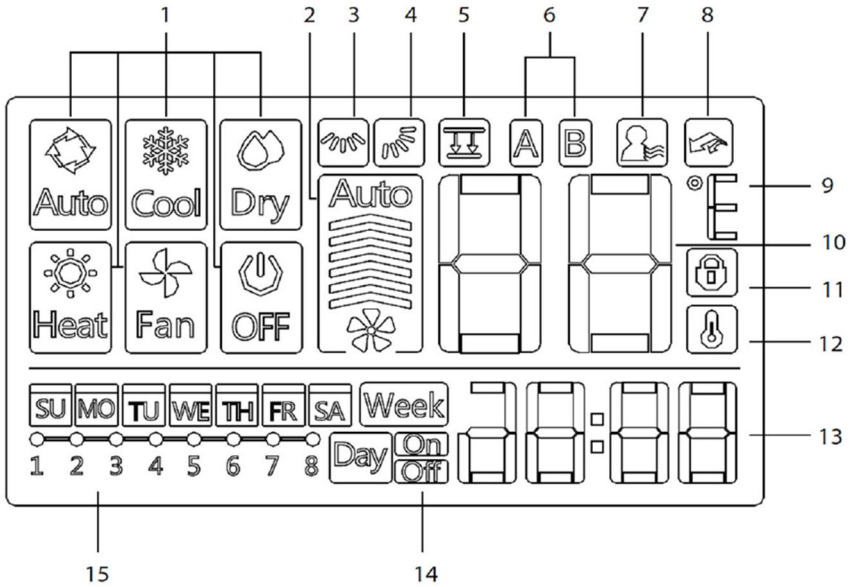 1 2 3 4 5 6 7 8
A B
Auto Cool Dry Auto
9
10
Heat Fan OFF
11
12
SU MO TU WE TH FR SA Week
Day On
Off
13
1 2 3 4 5 6 7 8
15 14